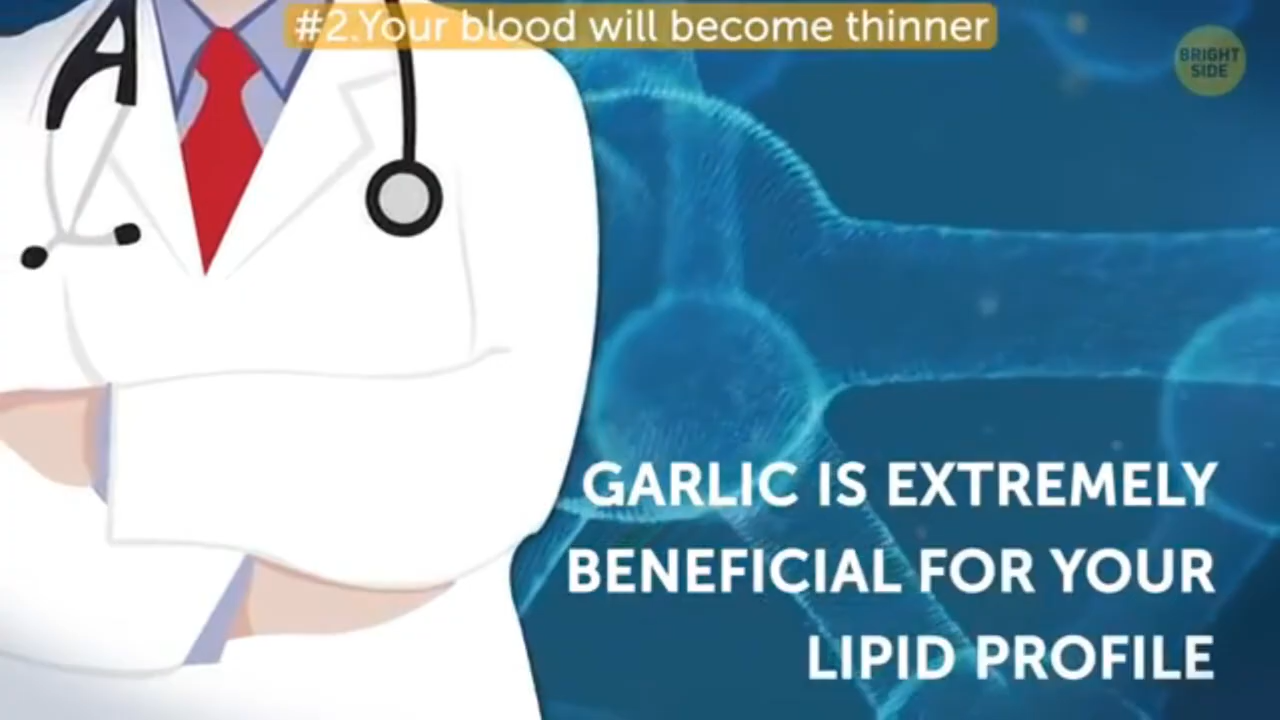 #2.Your blood will become thinner
BRIGHT
SIDE
GARLIC IS EXTREMELY
BENEFICIAL FOR YOUR
LIPID PROFILE